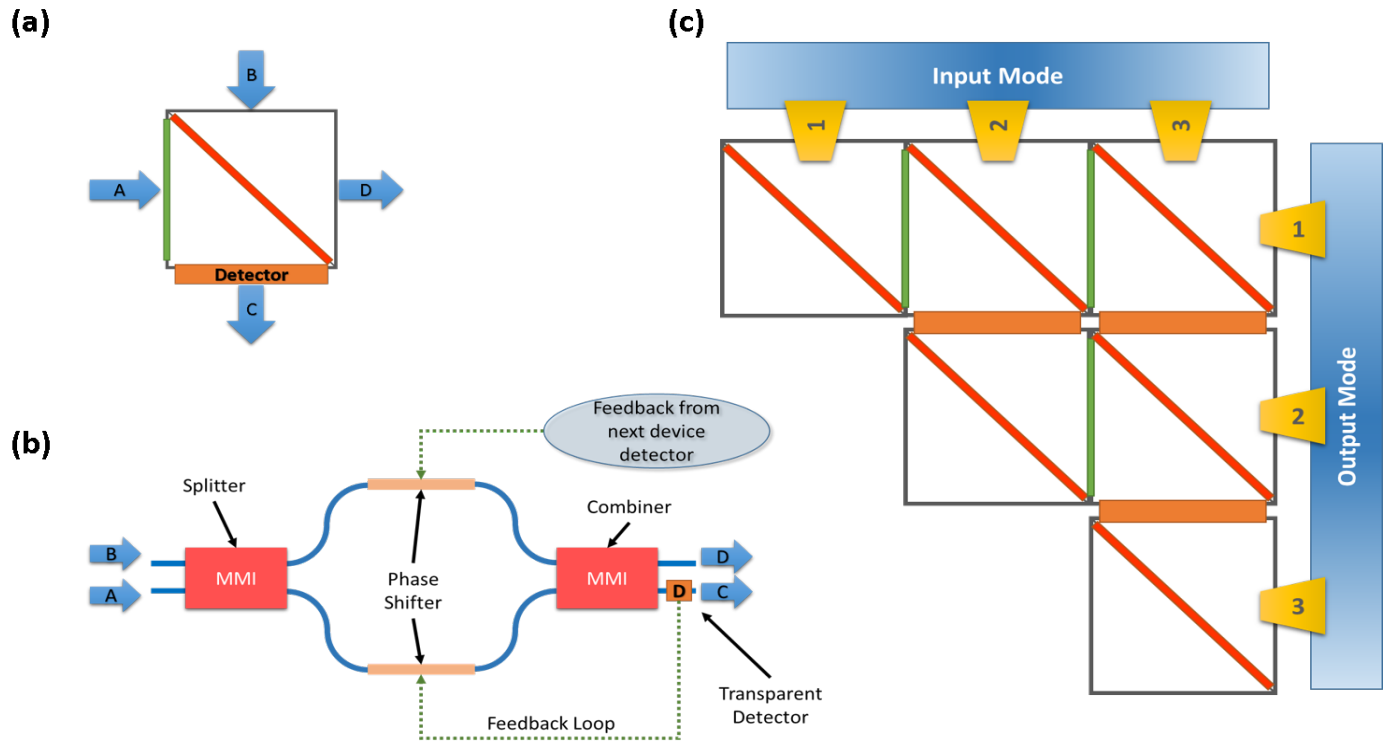 (a)
B
A
D
Detector
C
(b)
Feedback from
next device
detector
Splitter
Combiner
B
A
MMI
Phase
Shifter
MMI
D
D
C
Transparent
Detector
Feedback Loop
(c)
Input Mode
1
2
3
1
2
3
Output Mode